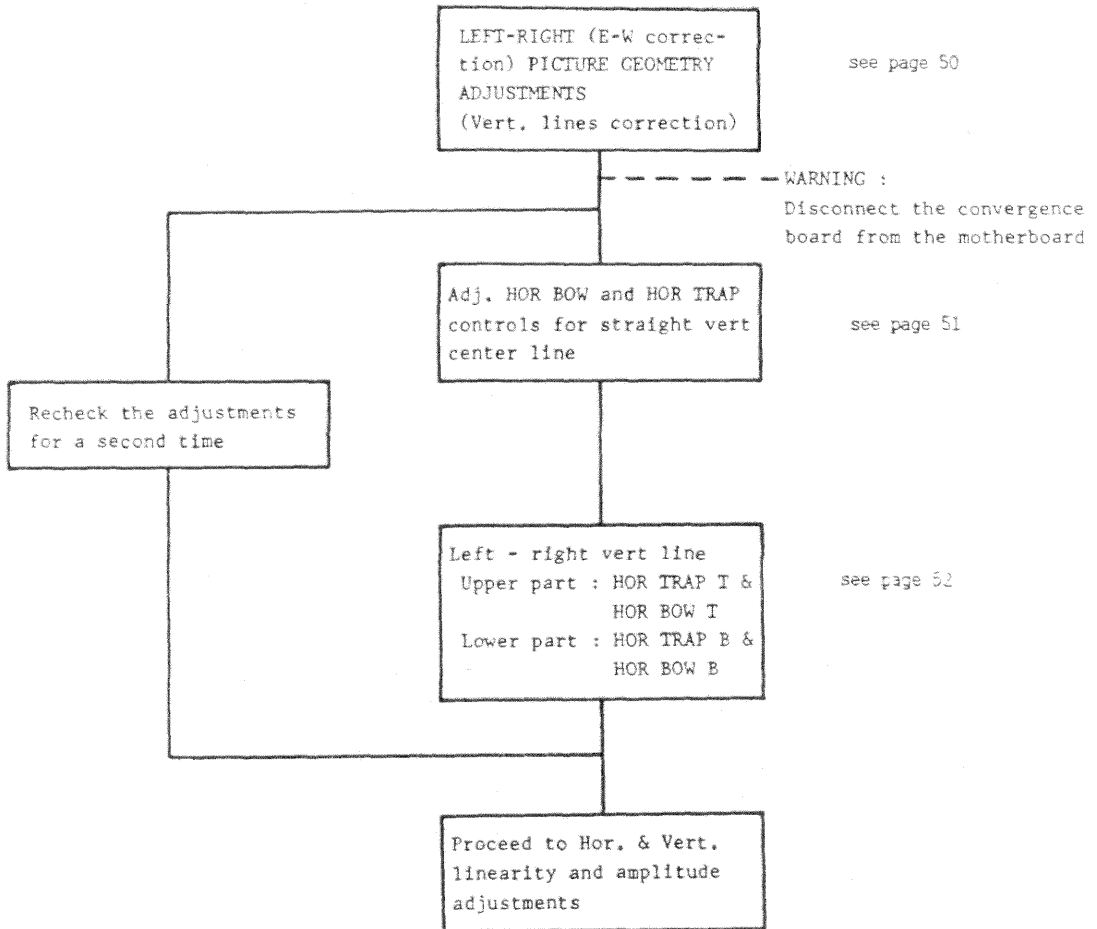 LEFT-RIGHT (E-W correc-
tion) PICTURE GEOMETRY
ADJUSTMENTS
(Vert. lines correction)
see page 50
WARNING :
Disconnect the convergence
board from the motherboard
Adj. HOR BOW and HOR TRAP
controls for straight vert
center line
see page 51
Recheck the adjustments
for a second time
Left - right vert line
Upper part : HOR TRAP T &
HOR BOW T
Lower part : HOR TRAP B &
HOR BOW B
see page 52
Proceed to Hor. & Vert.
linearity and amplitude
adjustments